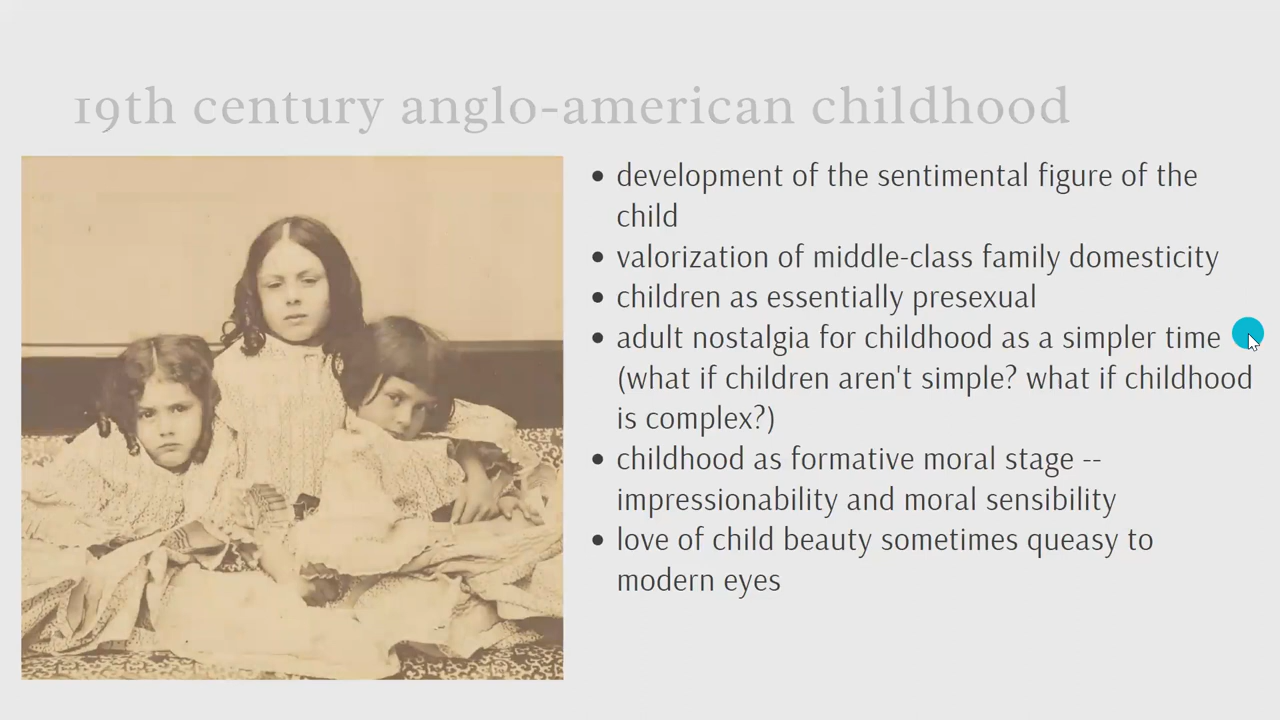 19th century anglo-american childhood
• development of the sentimental figure of the
child
• valorization of middle-class family domesticity
• children as essentially presexual
• adult nostalgia for childhood as a simpler time
(what if children aren't simple? what if childhood
is complex?)
• childhood as formative moral stage --
impressionability and moral sensibility
• love of child beauty sometimes queasy to
modern eyes